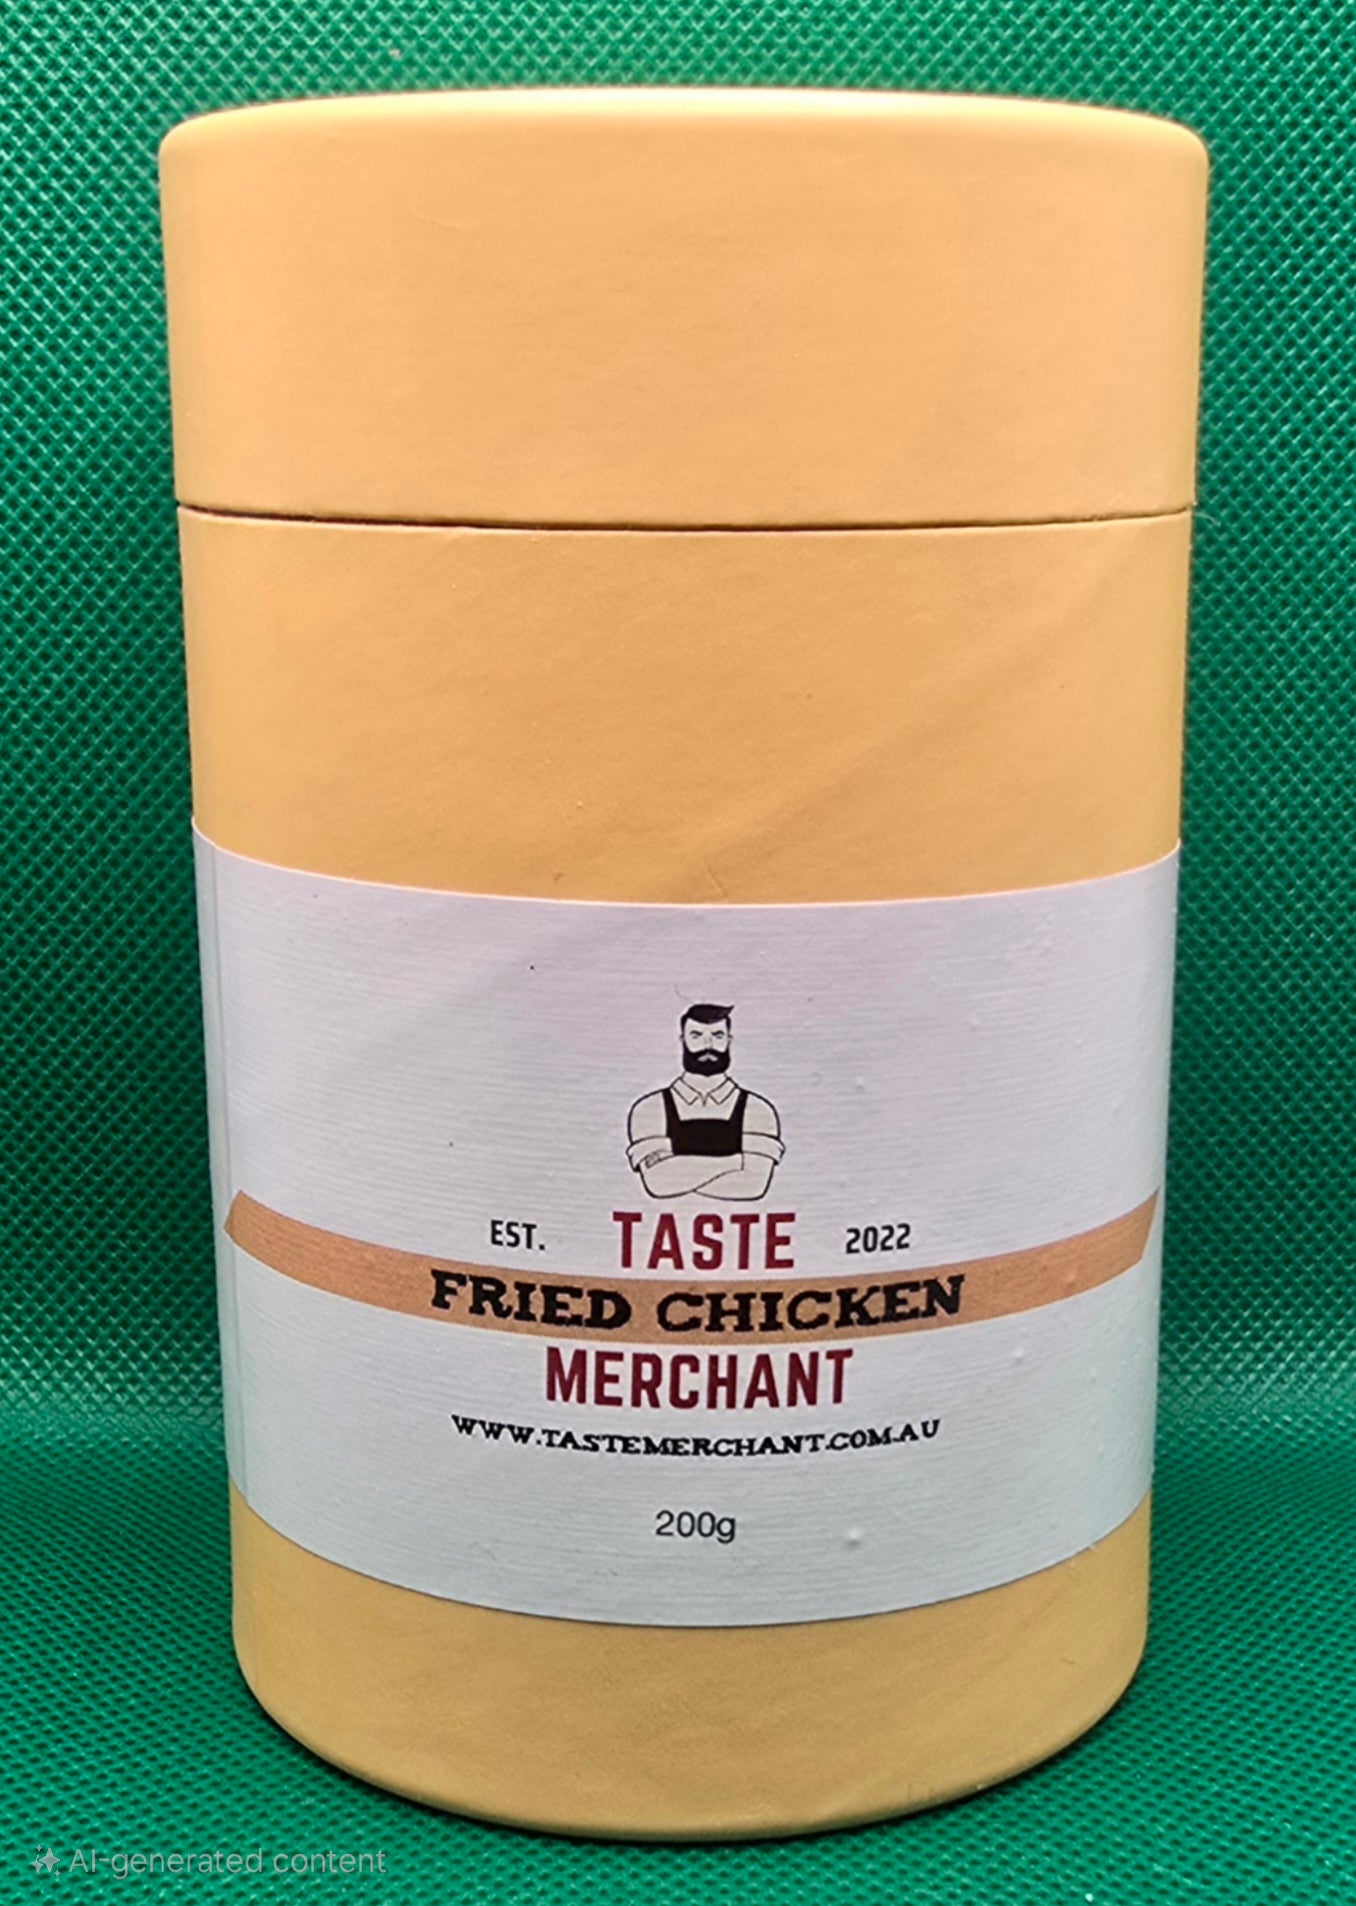 EST. TASTE 2022
FRIED CHICKEN
MERCHANT
WWW.TASTEMERCHANT.COM.AU
200g
AI-generated content